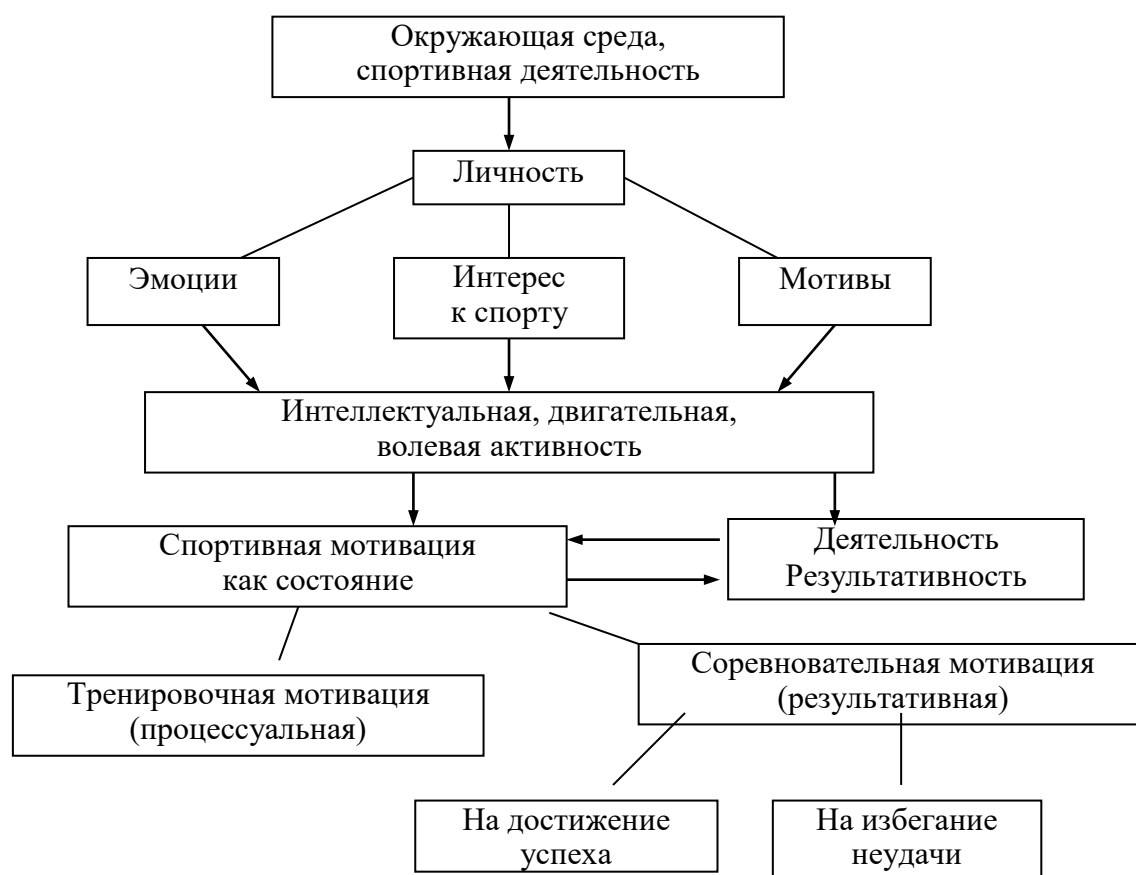 Окружающая среда,
спортивная деятельность
Личность
Эмоции
Интерес
к спорту
Мотивы
Интеллектуальная, двигательная,
волевая активность
Спортивная мотивация
как состояние
Деятельность
Результативность
Соревновательная мотивация
(результативная)
Тренировочная мотивация
(процессуальная)
На достижение
успеха
На избегание
неудачи